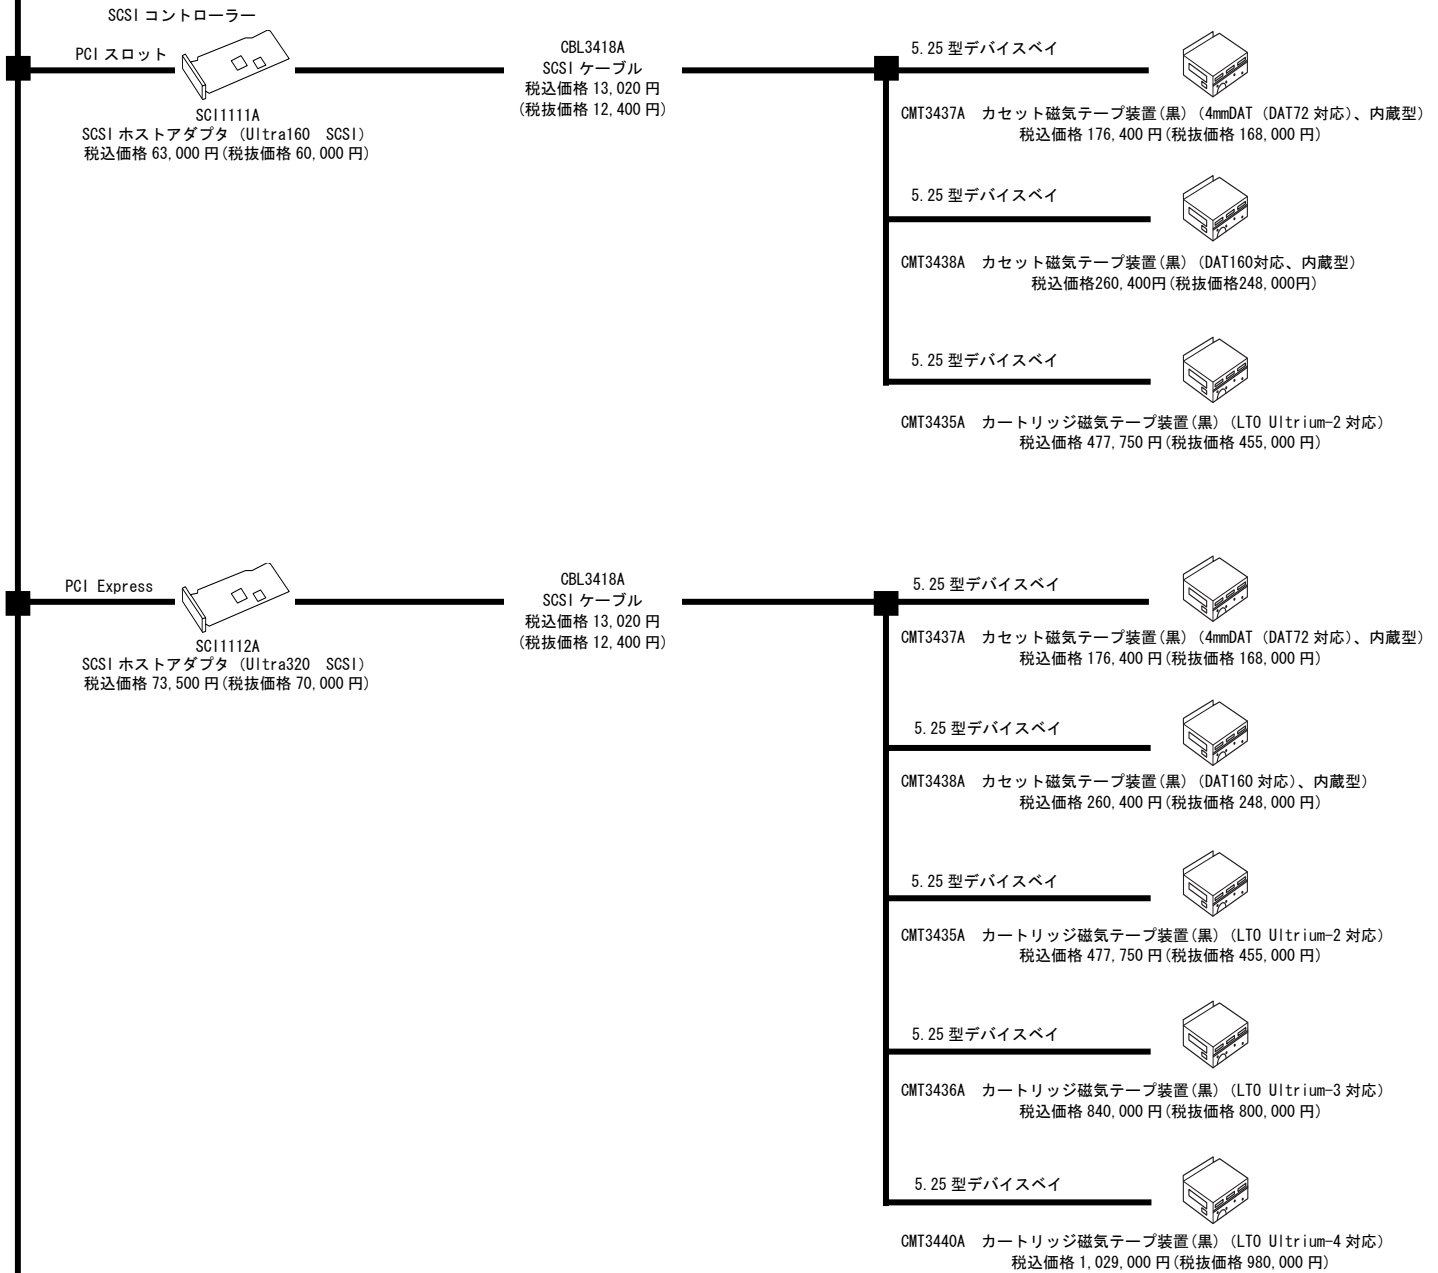 SCSI コントローラー
PCI スロット
SCI1111A
SCSI ホストアダプタ（Ultra160　SCSI）
税込価格 63,000 円(税抜価格 60,000 円)
CBL3418A
SCSI ケーブル
税込価格 13,020 円
(税抜価格 12,400 円)
5.25 型デバイスベイ
CMT3437A　カセット磁気テープ装置(黒)（4mmDAT（DAT72 対応）、内蔵型）
税込価格 176,400 円(税抜価格 168,000 円)
5.25 型デバイスベイ
CMT3438A　カセット磁気テープ装置(黒)（DAT160対応、内蔵型）
税込価格260,400円(税抜価格248,000円)
5.25 型デバイスベイ
CMT3435A　カートリッジ磁気テープ装置(黒)（LTO Ultrium-2 対応）
税込価格 477,750 円(税抜価格 455,000 円)
PCI Express
SCI1112A
SCSI ホストアダプタ（Ultra320　SCSI）
税込価格 73,500 円(税抜価格 70,000 円)
CBL3418A
SCSI ケーブル
税込価格 13,020 円
(税抜価格 12,400 円)
5.25 型デバイスベイ
CMT3437A　カセット磁気テープ装置(黒)（4mmDAT（DAT72 対応）、内蔵型）
税込価格 176,400 円(税抜価格 168,000 円)
5.25 型デバイスベイ
CMT3438A　カセット磁気テープ装置(黒)（DAT160 対応）、内蔵型）
税込価格 260,400 円(税抜価格 248,000 円)
5.25 型デバイスベイ
CMT3435A　カートリッジ磁気テープ装置(黒)（LTO Ultrium-2 対応）
税込価格 477,750 円(税抜価格 455,000 円)
5.25 型デバイスベイ
CMT3436A　カートリッジ磁気テープ装置(黒)（LTO Ultrium-3 対応）
税込価格 840,000 円(税抜価格 800,000 円)
5.25 型デバイスベイ
CMT3440A　カートリッジ磁気テープ装置(黒)（LTO Ultrium-4 対応）
税込価格 1,029,000 円(税抜価格 980,000 円)